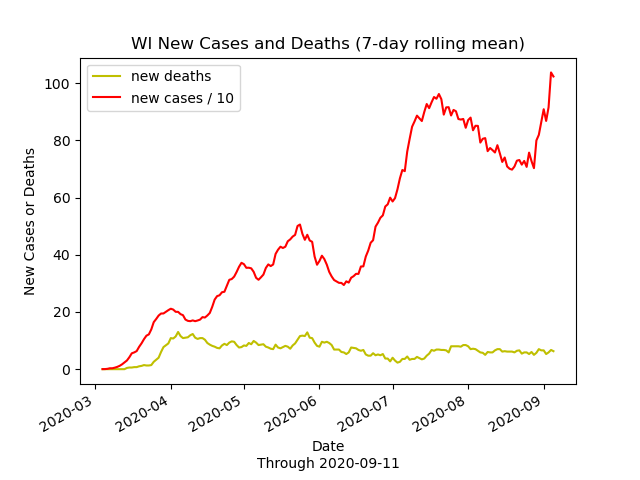 WI New Cases and Deaths (7-day rolling mean)
new deaths
new cases / 10
New Cases or Deaths
100
80
60
40
20
0
2020-03
2020-04
2020-05
2020-06
2020-07
2020-08
2020-09
Date
Through 2020-09-11